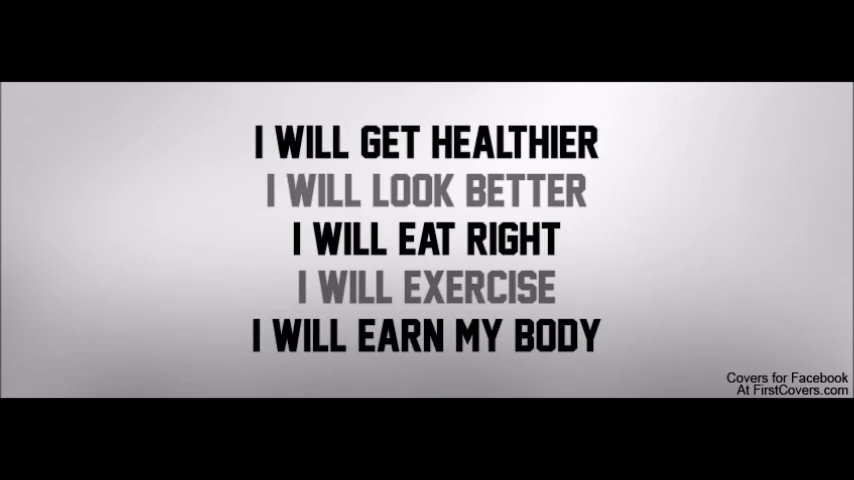 I WILL GET HEALTHIER
I WILL LOOK BETTER
I WILL EAT RIGHT
I WILL EXERCISE
I WILL EARN MY BODY
Covers for Facebook
At FirstCovers.com